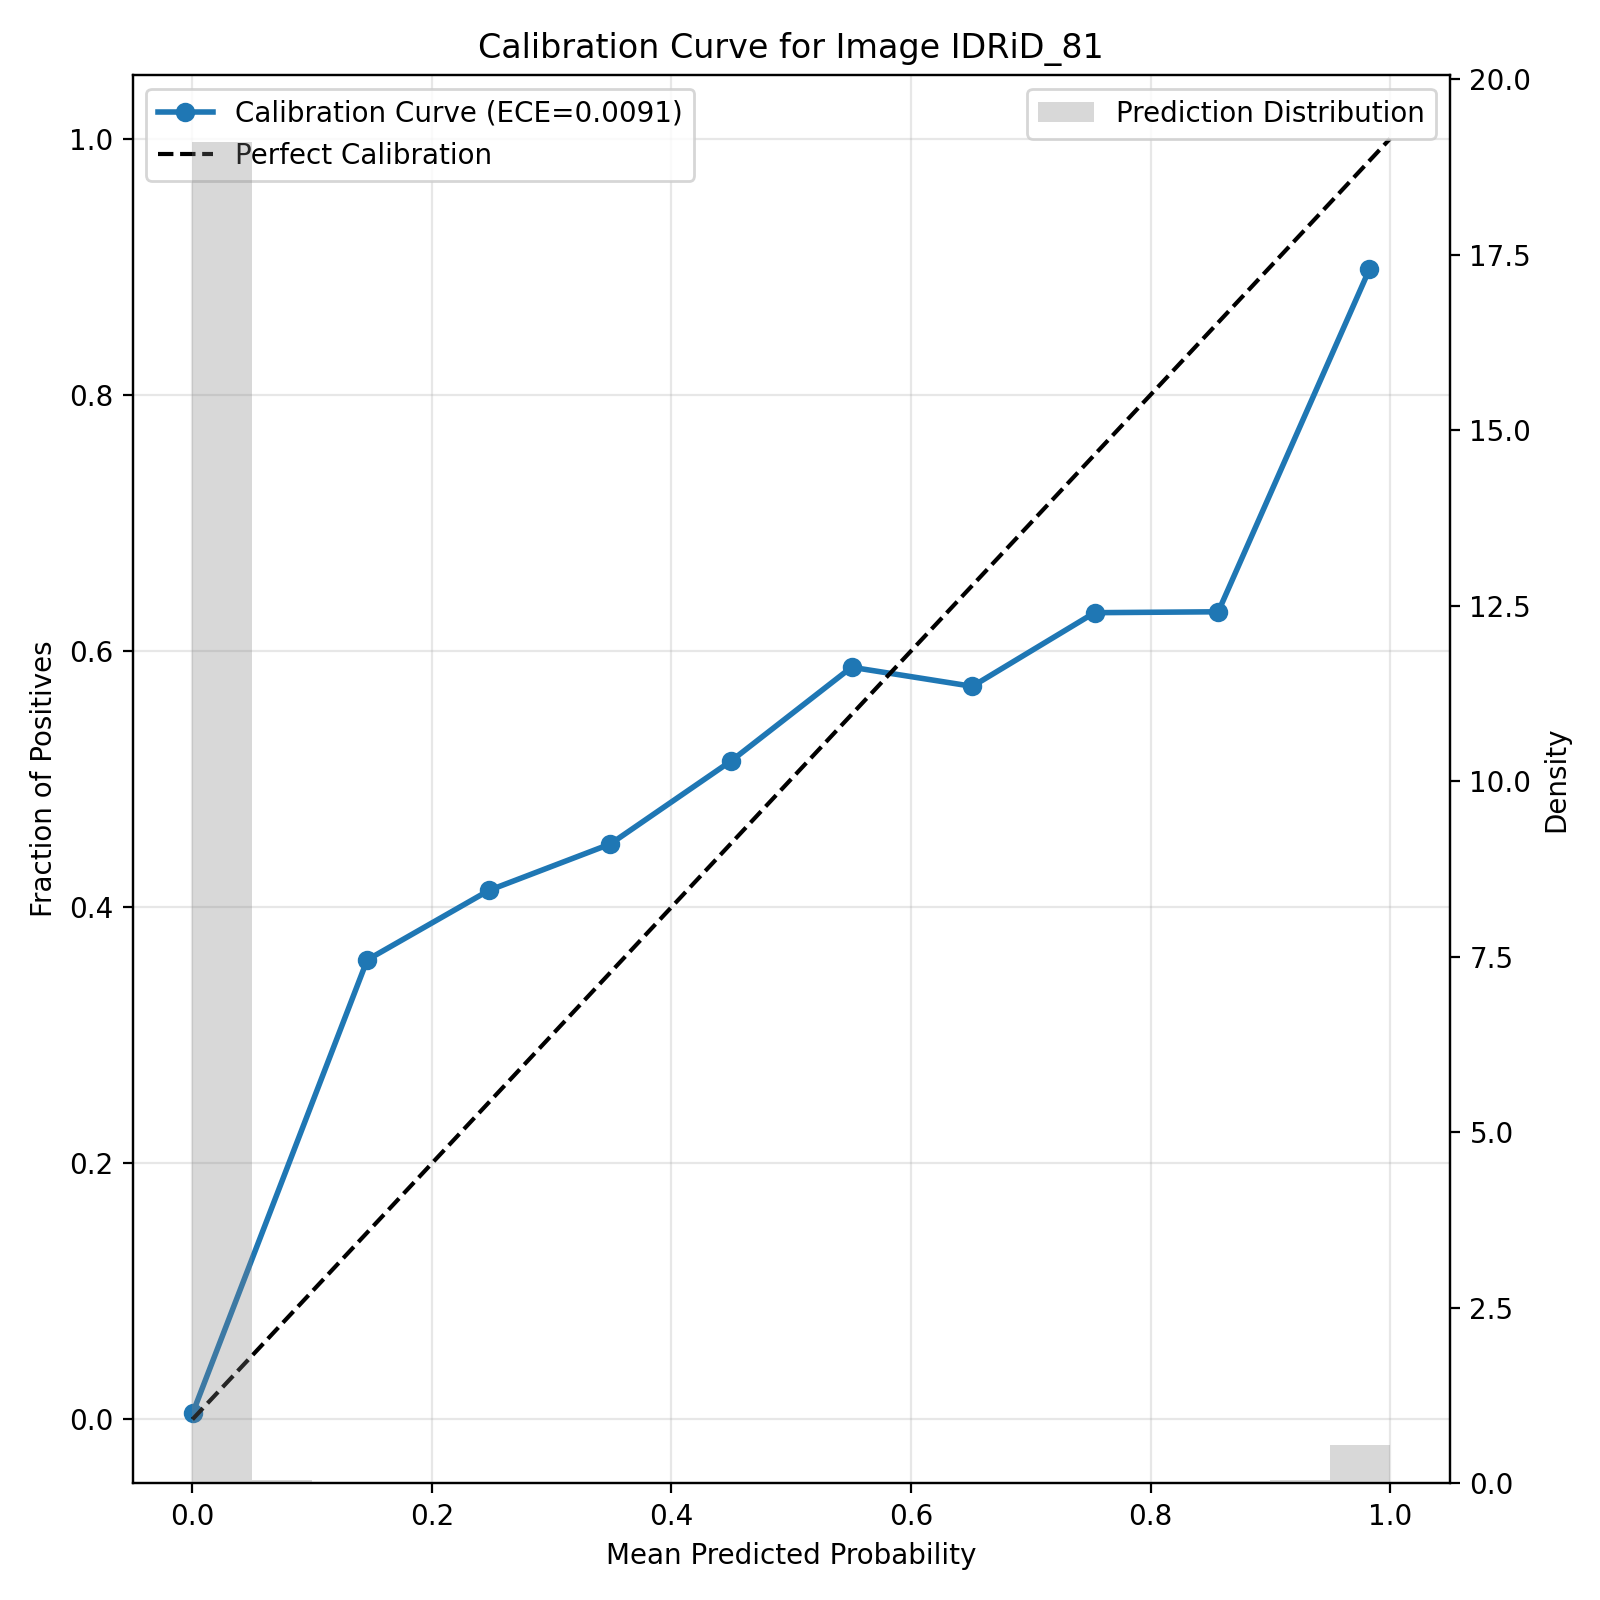 Calibration Curve for Image IDRiD_81
Calibration Curve (ECE=0.0091)
Perfect Calibration
Prediction Distribution
Fraction of Positives
1.0
0.8
0.6
0.4
0.2
0.0
20.0
17.5
15.0
12.5
10.0
7.5
5.0
2.5
0.0
Density
0.0 0.2 0.4 0.6 0.8 1.0
Mean Predicted Probability